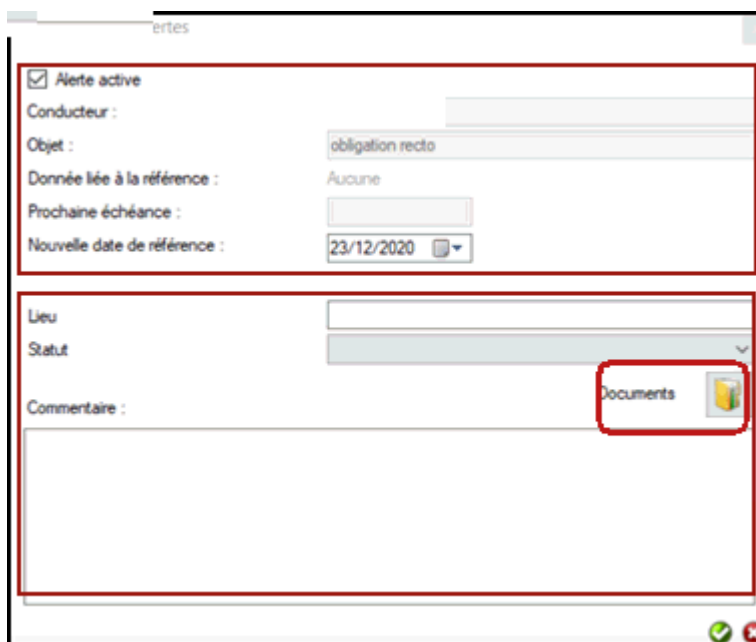 ertes
Alerte active
Conducteur :
Objet : obligation recto
Donnée liée à la référence : Aucune
Prochaine échéance :
Nouvelle date de référence : 23/12/2020
Lieu
Statut
Documents
Commentaire :